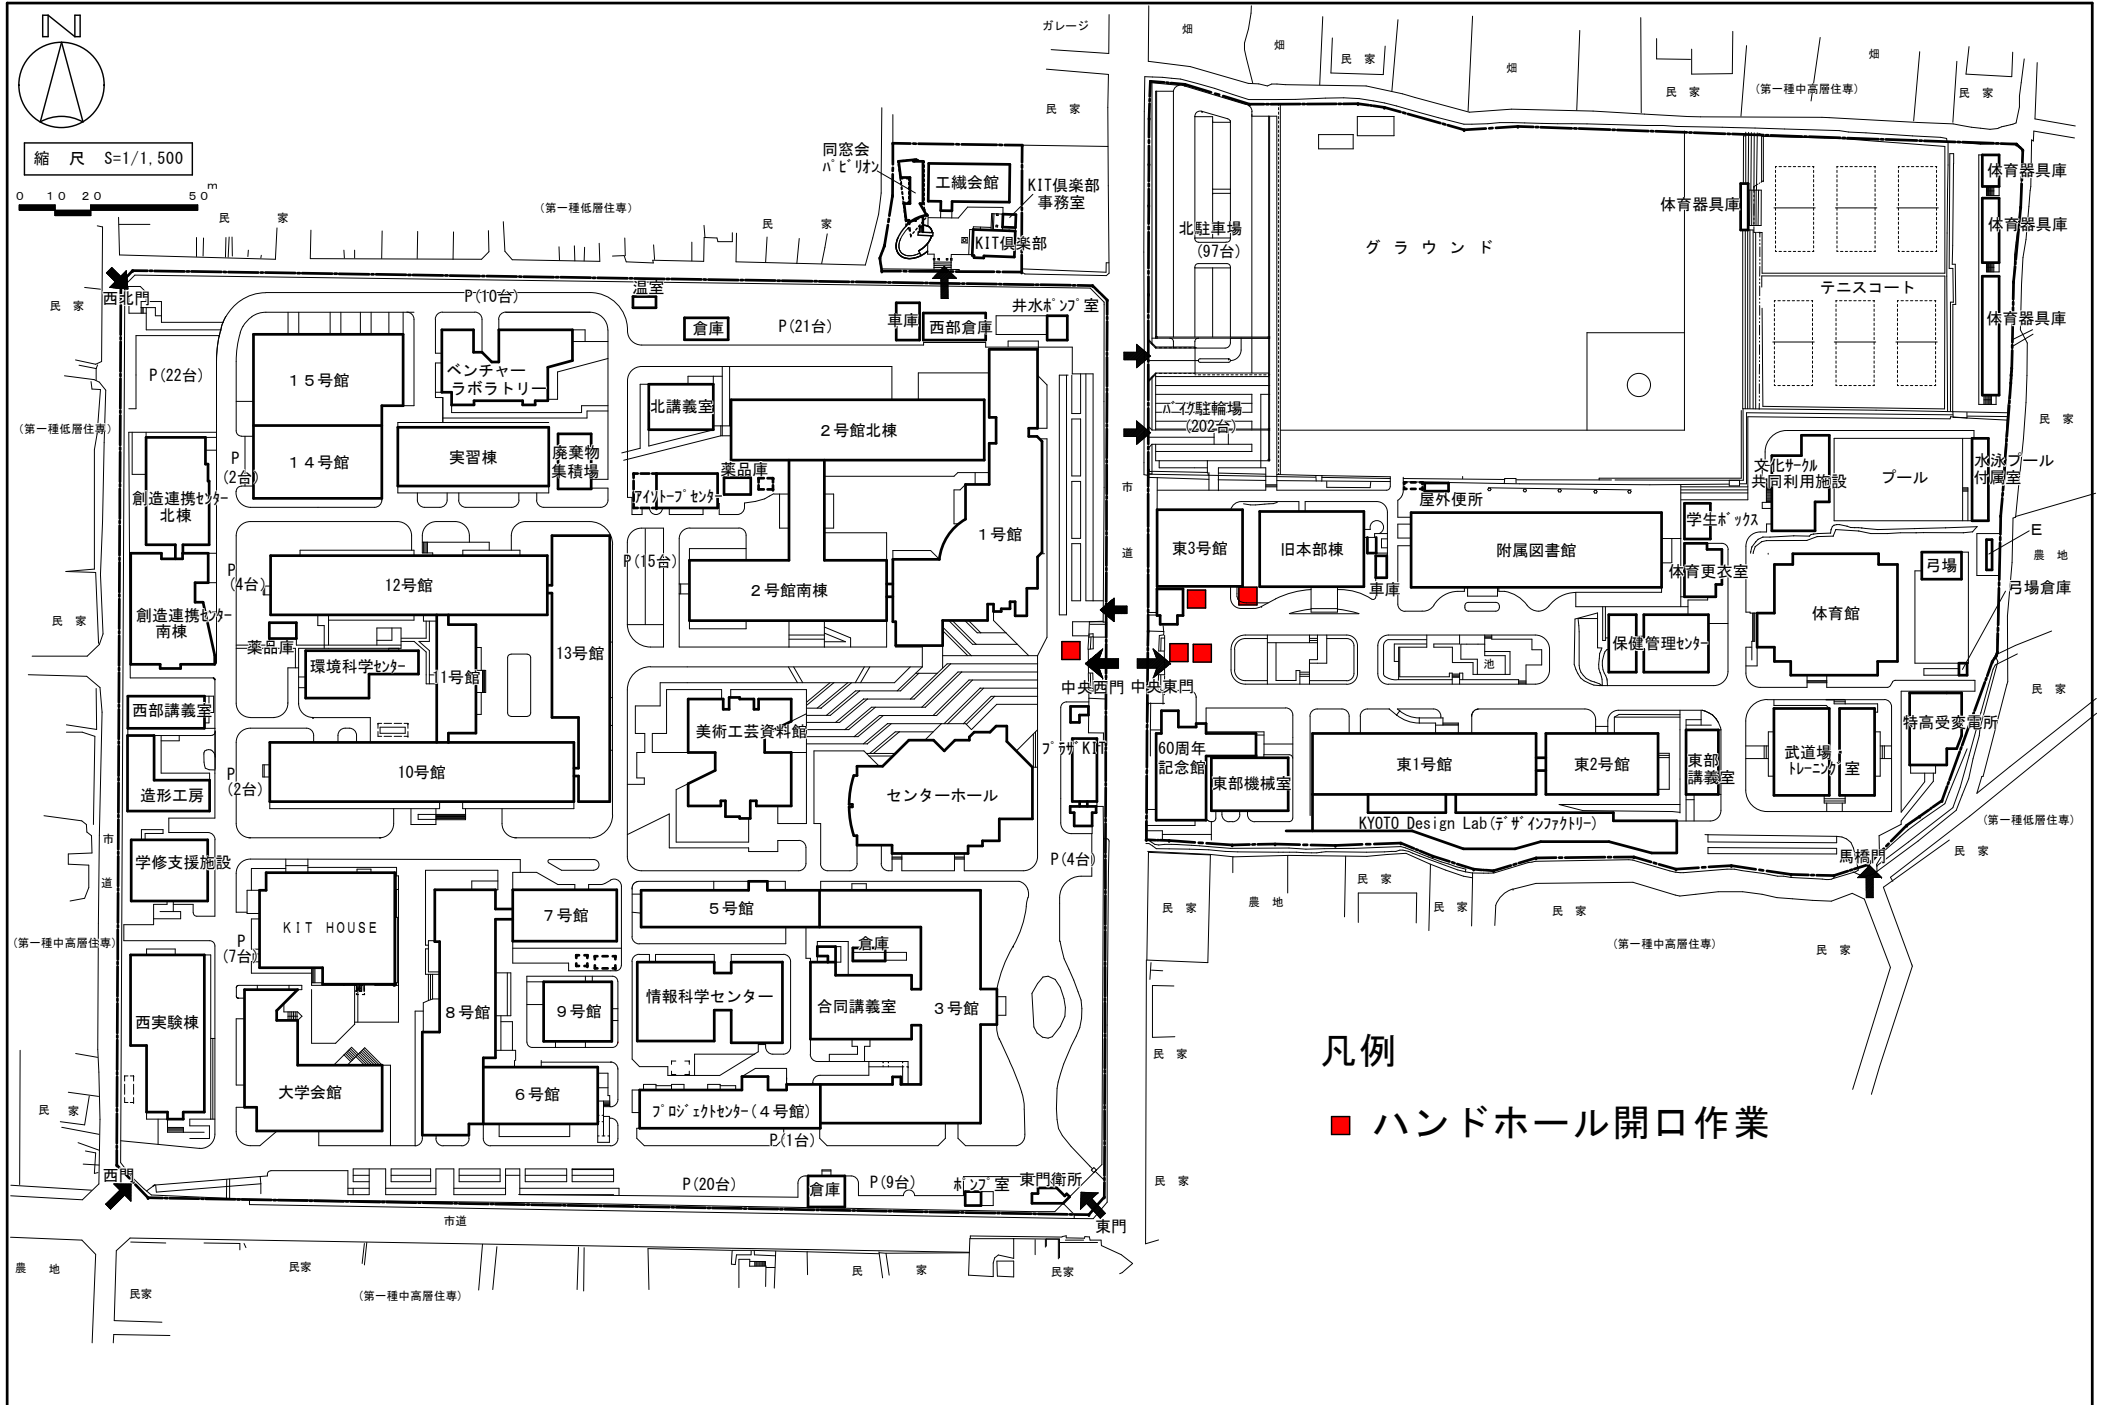 N
縮　尺　S=1/1,500
0 10 20 50m
ガレージ
畑
畑
民　家
畑
畑
民　家
(第一種中高層住専)
民　家
民　家
同窓会
パビリオン
工繊会館
KIT倶楽部
事務室
KIT倶楽部
民　家
(第一種低層住専)
民　家
北駐車場
(97台)
グラウンド
体育器具庫
体育器具庫
体育器具庫
体育器具庫
テニスコート
民　家
西北門
P(10台)
温室
倉庫
P(21台)
車庫
西部倉庫
井水ポンプ室
P(22台)
15号館
ベンチャー
ラボラトリー
北講義室
2号館北棟
バイク駐輪場
(202台)
(第一種低層住専)
14号館
実習棟
廃棄物
集積場
P
(2台)
創造連携センター
北棟
薬品庫
アイソトープセンター
1号館
市
道
屋外便所
文化サークル
共同利用施設
プール
水泳プール
付属室
民　家
学生ボックス
E
農　地
東3号館
旧本部棟
車庫
附属図書館
体育更衣室
弓場
弓場倉庫
P
(4台)
12号館
P(15台)
2号館南棟
創造連携センター
南棟
民　家
薬品庫
環境科学センター
11号館
13号館
保健管理センター
体育館
池
中央西門
中央東門
民　家
西部講義室
美術工芸資料館
プラザKIT
60周年
記念館
東部機械室
東1号館
東2号館
東部
講義室
武道場
トレーニング室
特高受変電所
10号館
P
(2台)
造形工房
センターホール
KYOTO Design Lab(デザインファクトリー)
(第一種低層住専)
市
道
学修支援施設
P(4台)
馬橋門
民　家
民　家
農　地
民　家
民　家
民　家
(第一種中高層住専)
民　家
KIT HOUSE
7号館
5号館
倉庫
(第一種中高層住専)
P
(7台)
西実験棟
8号館
9号館
情報科学センター
合同講義室
3号館
民　家
大学会館
6号館
プロジェクトセンター(4号館)
P(1台)
民　家
凡例
ハンドホール開口作業
西門
P(20台)
倉庫
P(9台)
ポンプ室
東門衛所
東門
民　家
市道
農　地
民家
民家
(第一種中高層住専)
民　家
民家